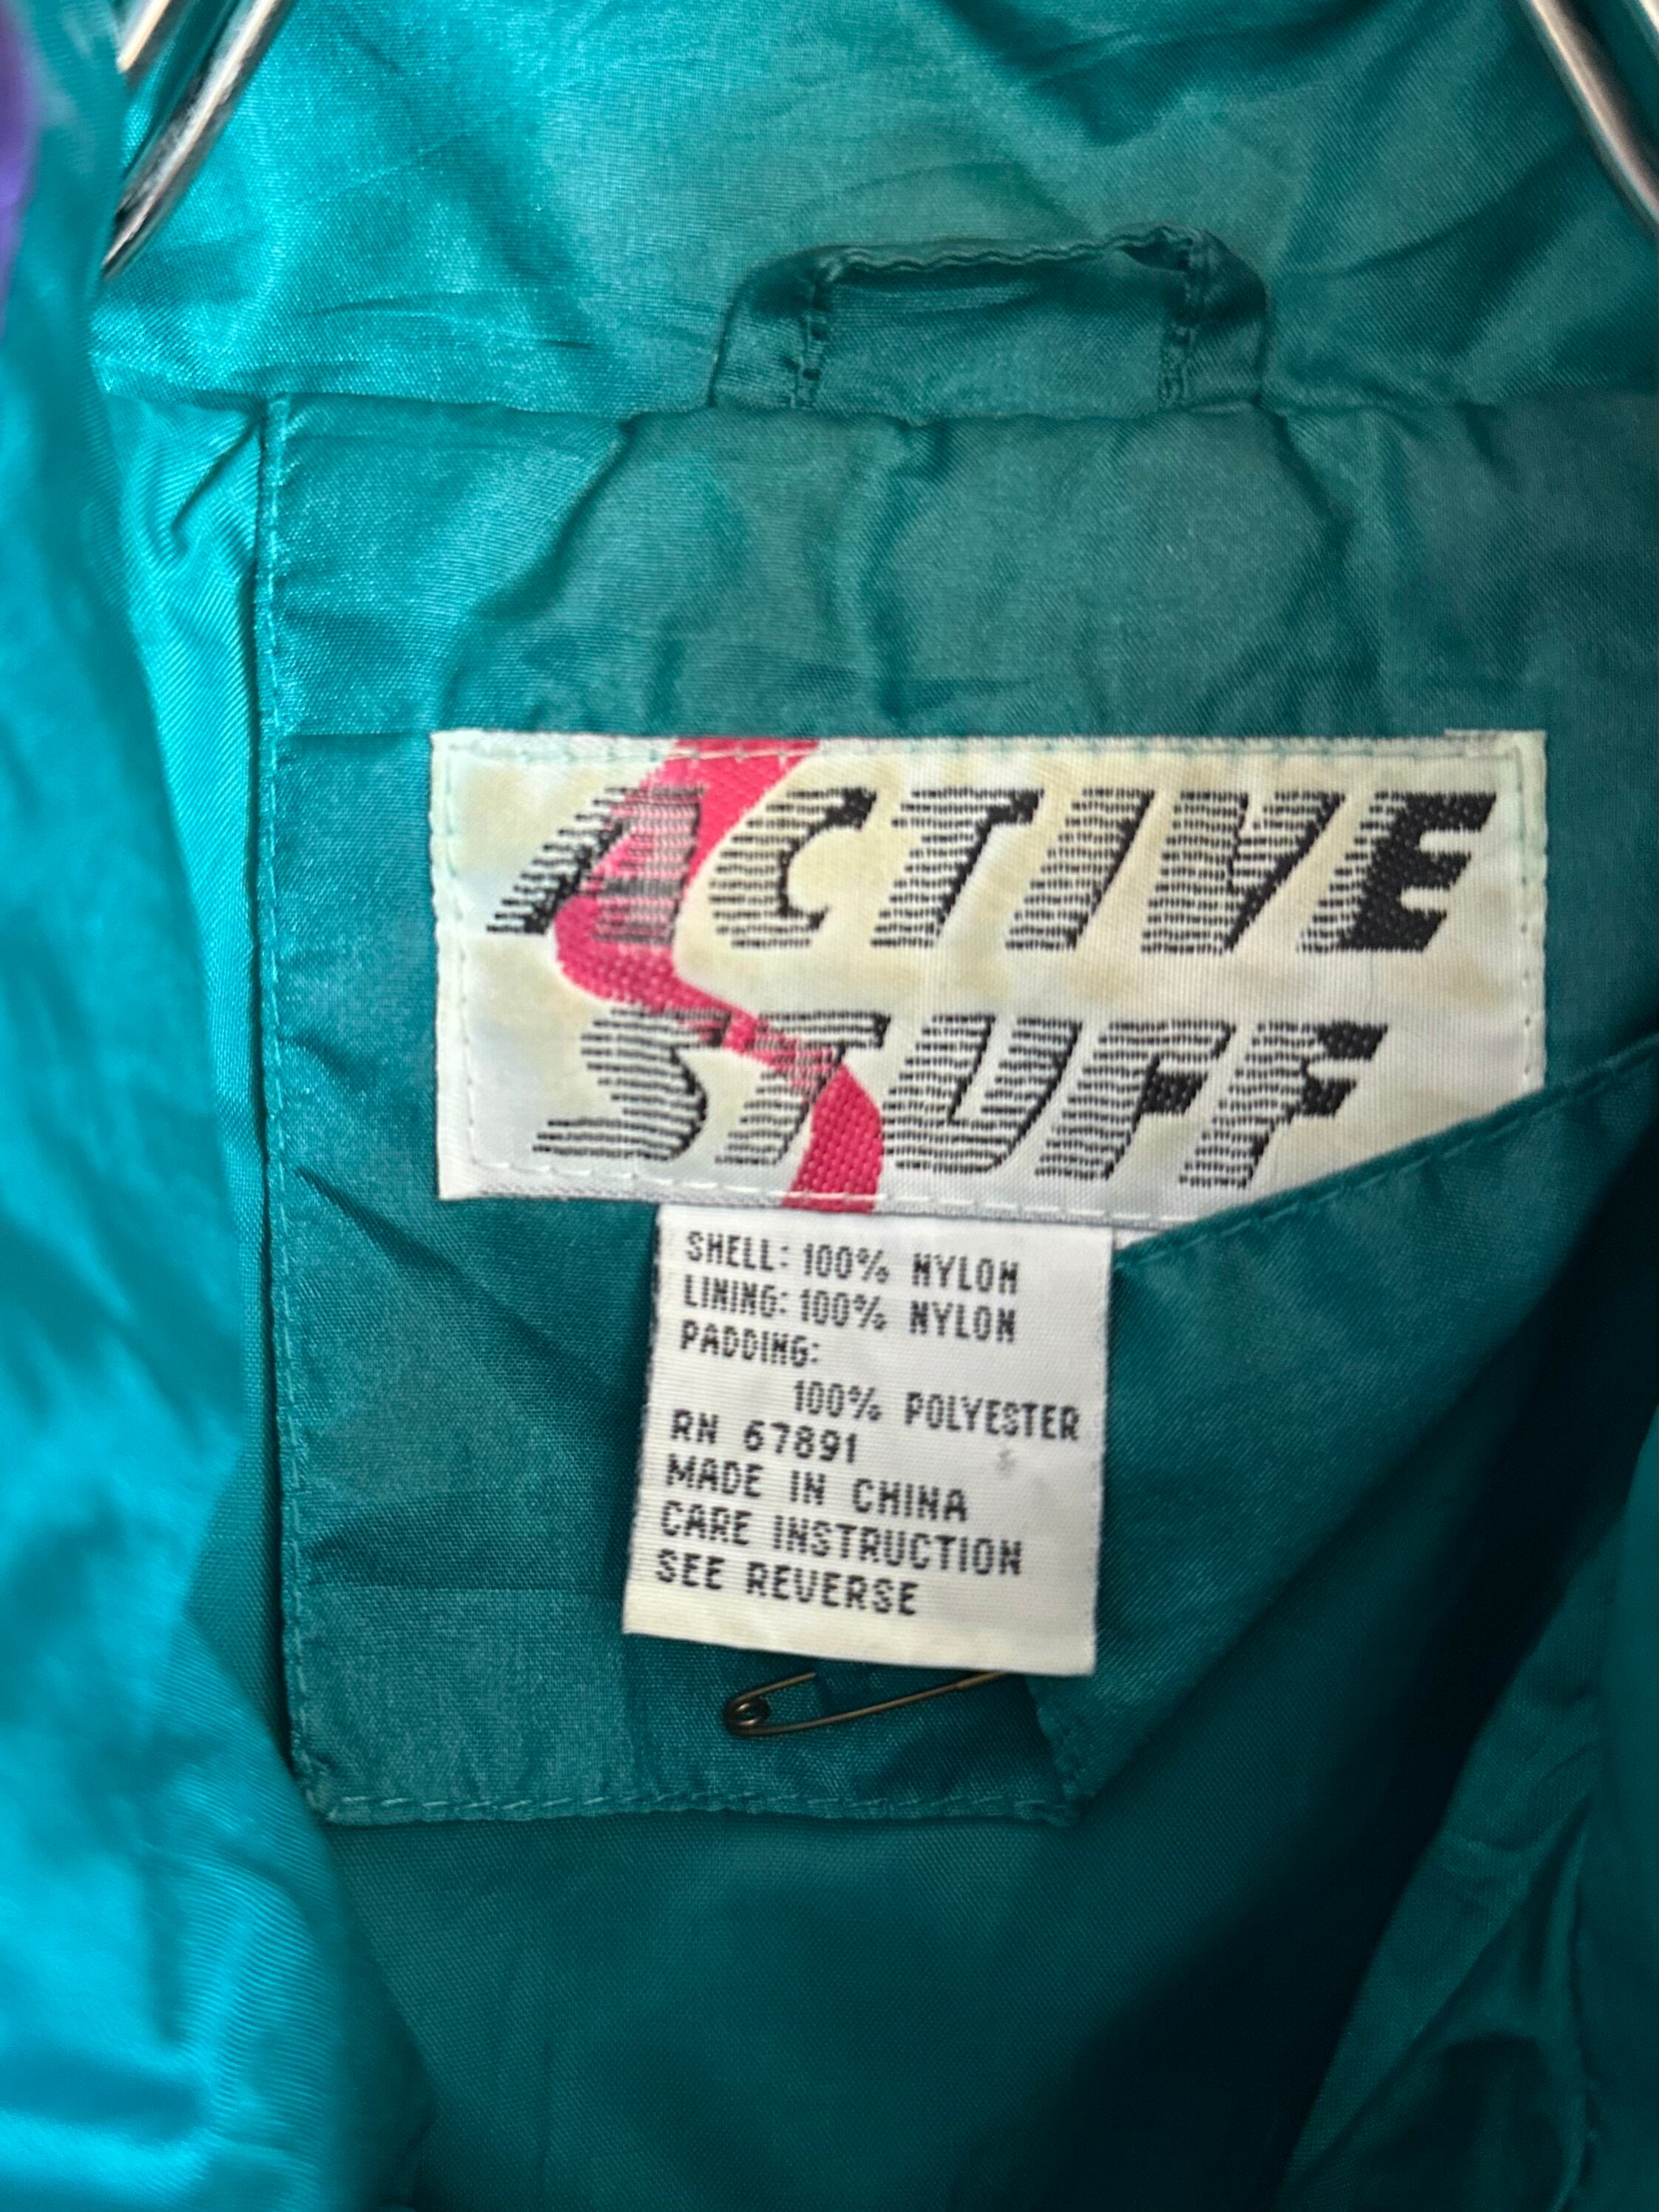 ACTIVE
STUFF
SHELL: 100% NYLON
LINING: 100% NYLON
PADDING:
100% POLYESTER
RN 67891
MADE IN CHINA
CARE INSTRUCTION
SEE REVERSE